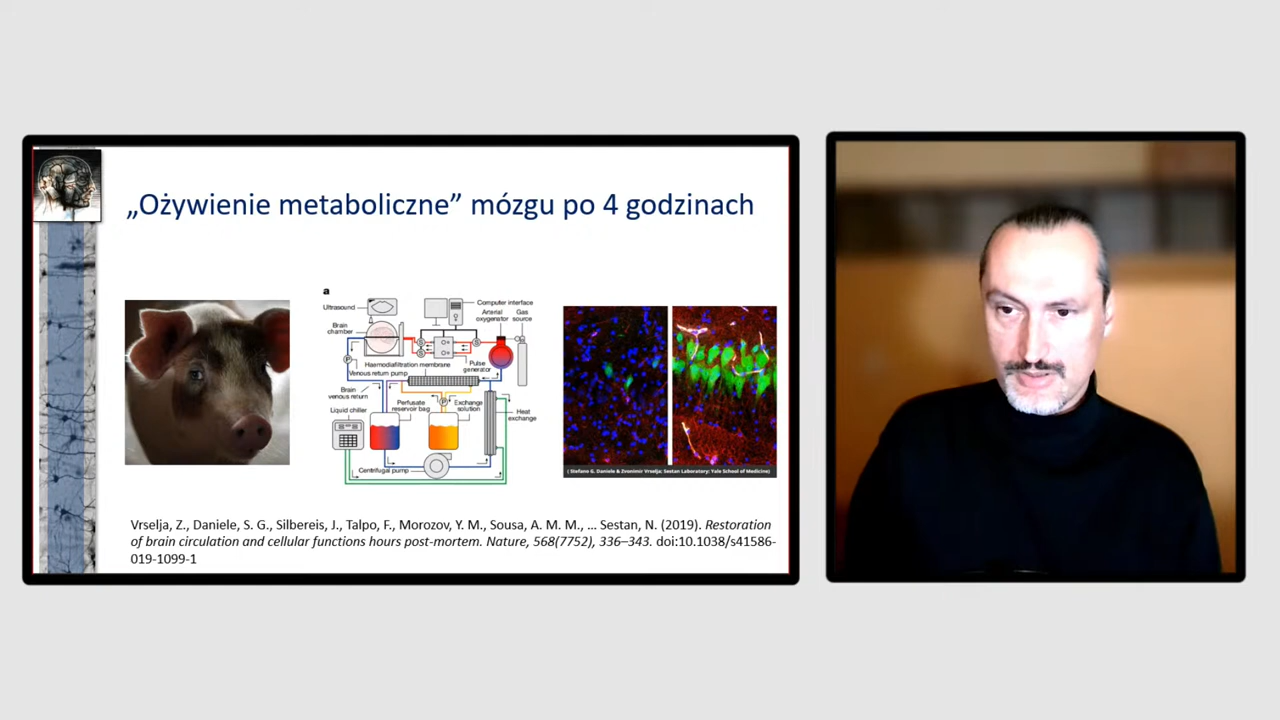 „Ożywienie metaboliczne” mózgu po 4 godzinach
a
Ultrasound
Computer interface
Arterial
oxygenator
Gas
source
Brain
chamber
Haemodiafiltration membrane
Pulse
generator
Venous return pump
Brain
venous return
Perfusate
reservoir bag
Exchange
solution
Liquid chiller
Heat
exchange
Centrifugal pump
P
P
S
S
S
( Stefano G. Daniele & Zvonimir Vrselja; Sestan Laboratory; Yale School of Medicine)
Vrselja, Z., Daniele, S. G., Silbereis, J., Talpo, F., Morozov, Y. M., Sousa, A. M. M., … Sestan, N. (2019). Restoration
of brain circulation and cellular functions hours post-mortem. Nature, 568(7752), 336–343. doi:10.1038/s41586-
019-1099-1